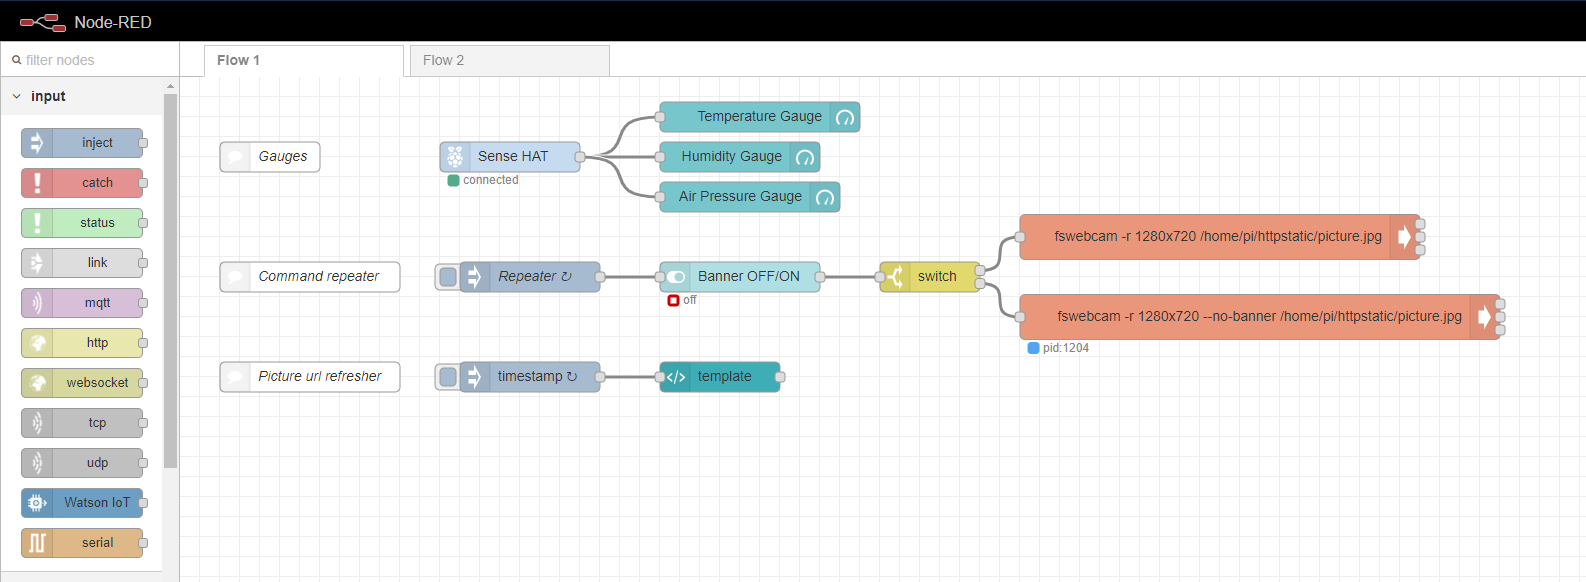 Node-RED
filter nodes
Flow 1
Flow 2
input
inject
catch
status
link
mqtt
http
websocket
tcp
udp
Watson IoT
serial
Gauges
Sense HAT
connected
Temperature Gauge
Humidity Gauge
Air Pressure Gauge
Command repeater
Repeater ↻
Banner OFF/ON
off
switch
fswebcam -r 1280x720 /home/pi/httpstatic/picture.jpg
fswebcam -r 1280x720 --no-banner /home/pi/httpstatic/picture.jpg
pid:1204
Picture url refresher
timestamp ↻
</> template